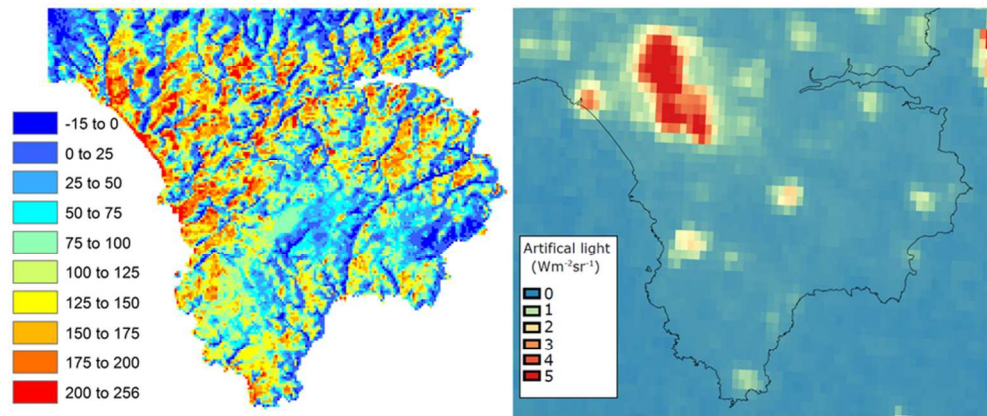 -15 to 0
0 to 25
25 to 50
50 to 75
75 to 100
100 to 125
125 to 150
150 to 175
175 to 200
200 to 256
Artifical light
(Wm⁻²sr⁻¹)
0
1
2
3
4
5